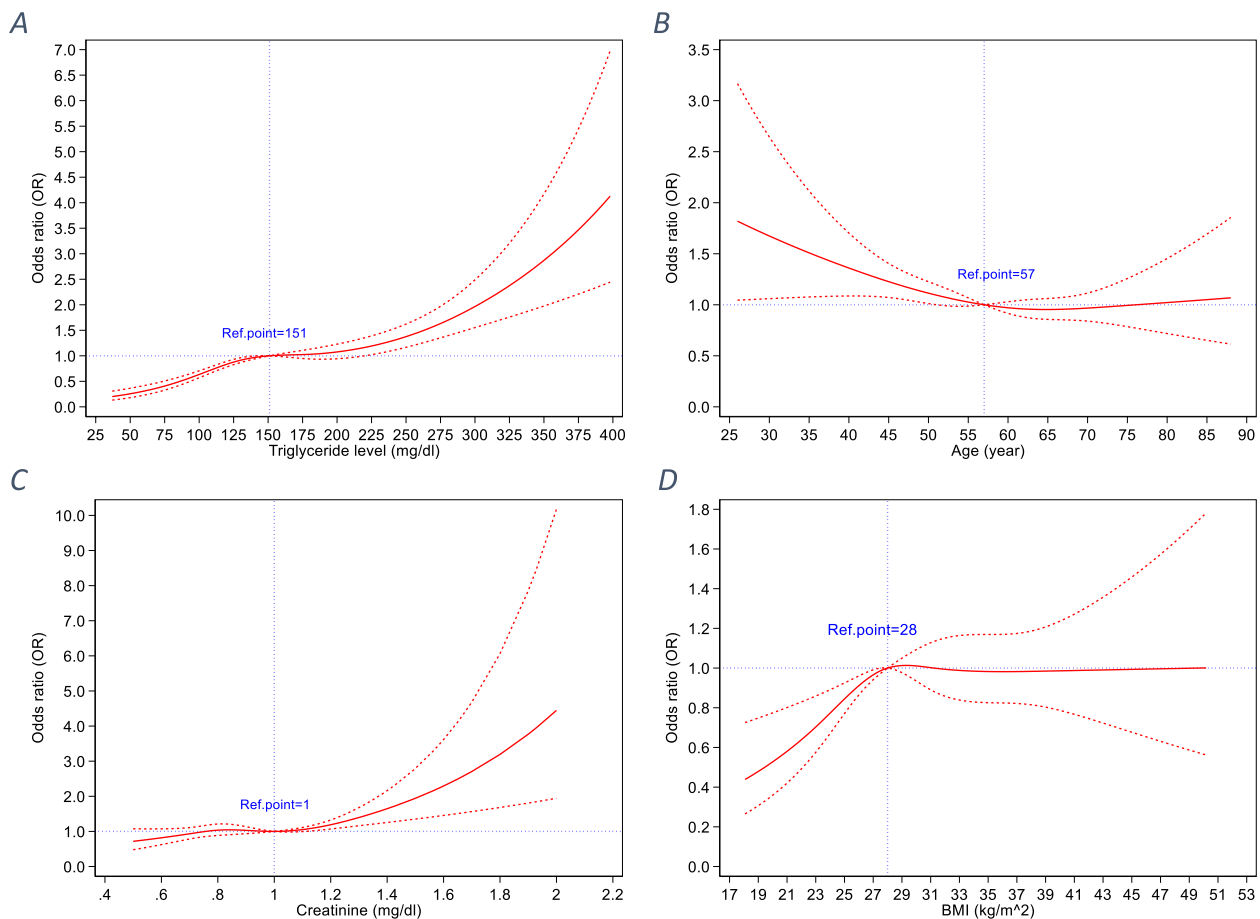 A
Odds ratio (OR)
7.0
6.5
6.0
5.5
5.0
4.5
4.0
3.5
3.0
2.5
2.0
1.5
1.0
0.5
0.0
Ref.point=151
25 50 75 100 125 150 175 200 225 250 275 300 325 350 375 400
Triglyceride level (mg/dl)
B
Odds ratio (OR)
3.5
3.0
2.5
2.0
1.5
1.0
0.5
0.0
Ref.point=57
25 30 35 40 45 50 55 60 65 70 75 80 85 90
Age (year)
C
Odds ratio (OR)
10.0
9.0
8.0
7.0
6.0
5.0
4.0
3.0
2.0
1.0
0.0
Ref.point=1
.4 .6 .8 1 1.2 1.4 1.6 1.8 2 2.2
Creatinine (mg/dl)
D
Odds ratio (OR)
1.8
1.6
1.4
1.2
1.0
0.8
0.6
0.4
0.2
0.0
Ref.point=28
17 19 21 23 25 27 29 31 33 35 37 39 41 43 45 47 49 51 53
BMI (kg/m^2)